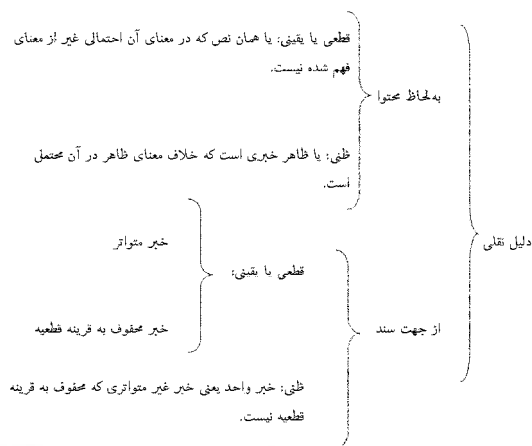 قطعی یا یقینی: یا همان نص که در معنای آن احتمالی غیر از معنای
فهم شده نیست.
به‌لحاظ محتوا
ظنی: یا ظاهر خبری است که خلاف معنای ظاهر در آن محتمل
است.
دلیل نقلی
خبر متواتر
قطعی یا یقینی:
خبر محفوف به قرینه قطعیه
از جهت سند
ظنی: خبر واحد یعنی خبر غیر متواتری که محفوف به قرینه
قطعیه نیست.